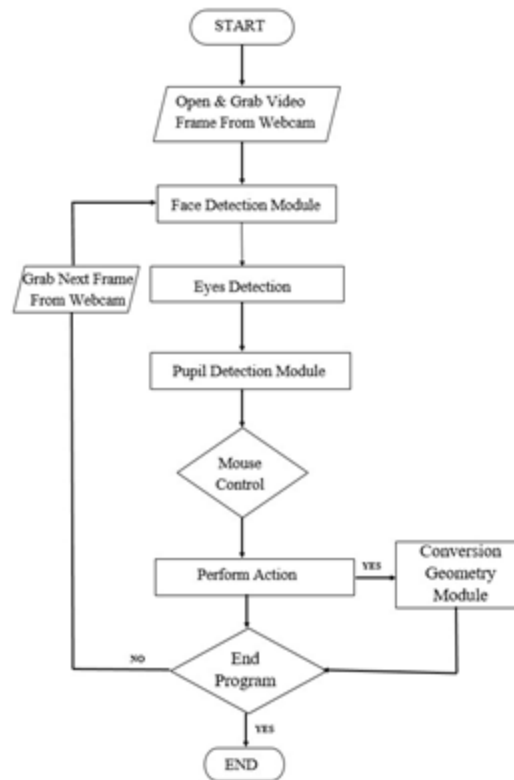 START
Open & Grab Video
Frame From Webcam
Face Detection Module
Grab Next Frame
From Webcam
Eyes Detection
Pupil Detection Module
Mouse
Control
Perform Action
YES
Conversion
Geometry
Module
NO
End
Program
YES
END